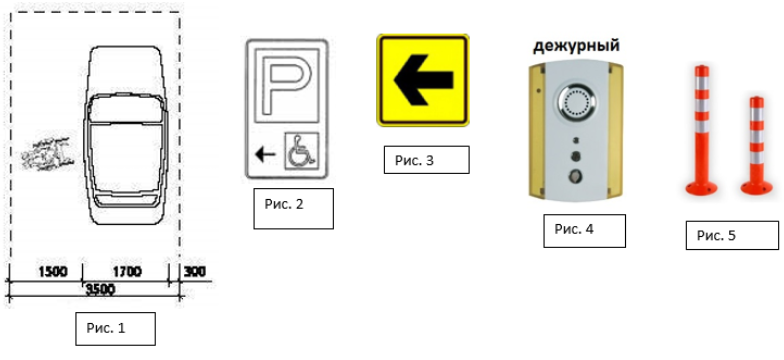 дежурный
P
Рис. 3
Рис. 2
Рис. 4
Рис. 5
1500 1700 300
3500
Рис. 1